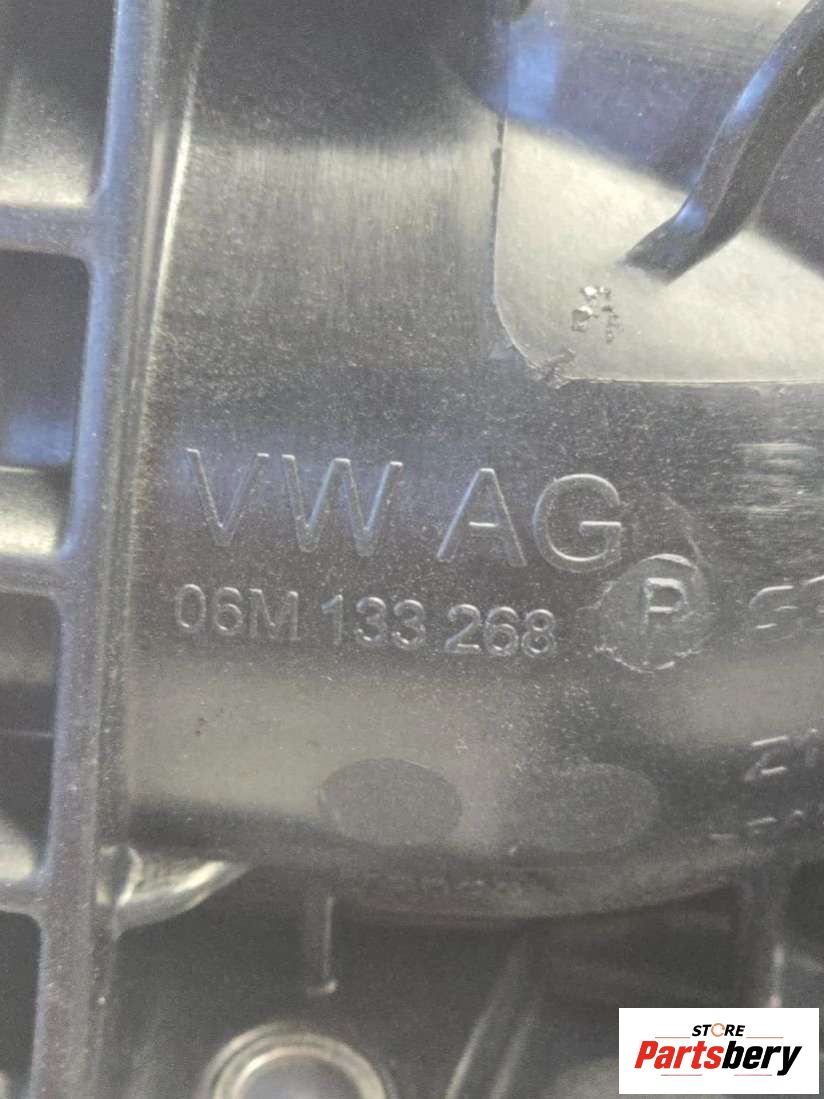 VW AG
06M 133 268 P
STORE
Partsbery